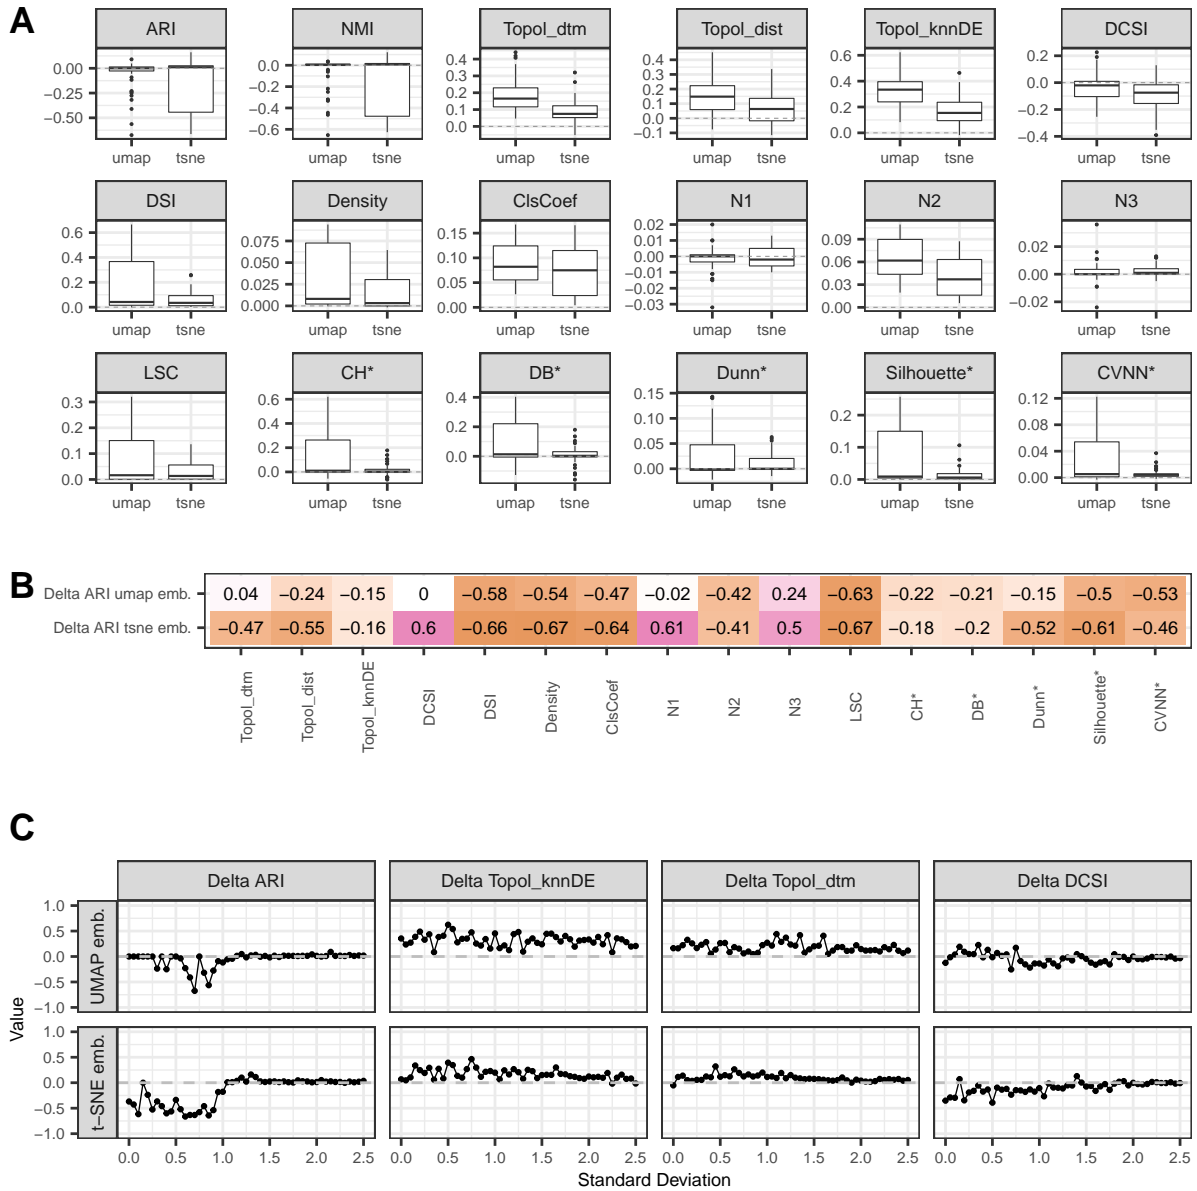 A
ARI NMI Topol_dtm Topol_dist Topol_knnDE DCSI
0.00 −0.25 −0.50
0.0 −0.2 −0.4 −0.6
0.4 0.3 0.2 0.1 0.0
0.4 0.3 0.2 0.1 0.0 −0.1
0.6 0.4 0.2 0.0
0.2 0.0 −0.2 −0.4
umap tsne umap tsne umap tsne umap tsne umap tsne umap tsne
DSI Density ClsCoef N1 N2 N3
0.6 0.4 0.2 0.0
0.075 0.050 0.025 0.000
0.15 0.10 0.05 0.00
0.02 0.01 0.00 −0.01 −0.02 −0.03
0.09 0.06 0.03 0.00
0.02 0.00 −0.02
umap tsne umap tsne umap tsne umap tsne umap tsne umap tsne
LSC CH* DB* Dunn* Silhouette* CVNN*
0.3 0.2 0.1 0.0
0.6 0.4 0.2 0.0
0.4 0.2 0.0
0.15 0.10 0.05 0.00
0.2 0.1 0.0
0.12 0.08 0.04 0.00
umap tsne umap tsne umap tsne umap tsne umap tsne umap tsne
B
Delta ARI umap emb. 0.04 −0.24 −0.15 0 −0.58 −0.54 −0.47 −0.02 −0.42 0.24 −0.63 −0.22 −0.21 −0.15 −0.5 −0.53
Delta ARI tsne emb. −0.47 −0.55 −0.16 0.6 −0.66 −0.67 −0.64 0.61 −0.41 0.5 −0.67 −0.18 −0.2 −0.52 −0.61 −0.46
Topol_dtm Topol_dist Topol_knnDE DCSI DSI Density ClsCoef N1 N2 N3 LSC CH* DB* Dunn* Silhouette* CVNN*
C
Delta ARI Delta Topol_knnDE Delta Topol_dtm Delta DCSI
Value
UMAP emb.
1.0
0.5
0.0
−0.5
−1.0
t−SNE emb.
1.0
0.5
0.0
−0.5
−1.0
0.0 0.5 1.0 1.5 2.0 2.5 0.0 0.5 1.0 1.5 2.0 2.5 0.0 0.5 1.0 1.5 2.0 2.5 0.0 0.5 1.0 1.5 2.0 2.5
Standard Deviation